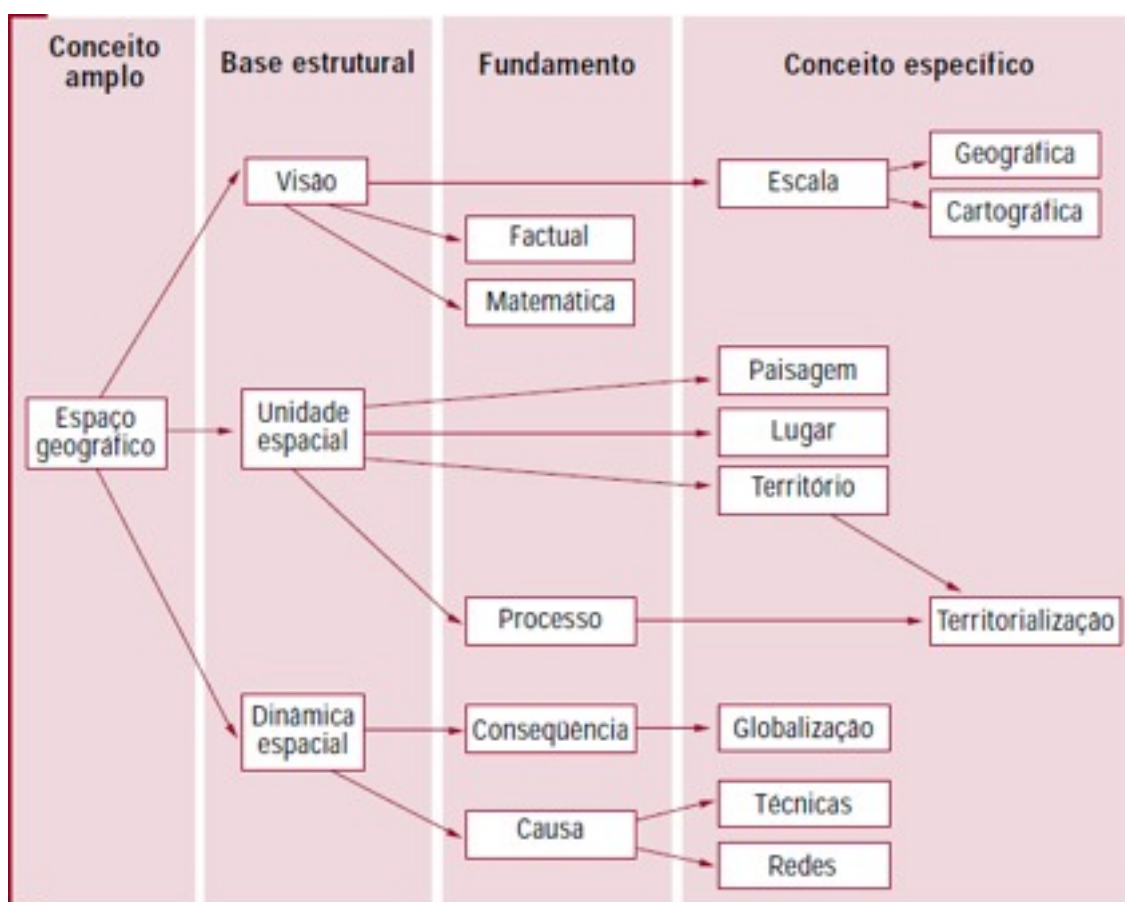 Conceito
amplo
Base estrutural
Fundamento
Conceito específico
Visão
Escala
Geográfica
Cartográfica
Factual
Matemática
Espaço
geográfico
Unidade
espacial
Paisagem
Lugar
Território
Processo
Territorialização
Dinâmica
espacial
Conseqüência
Globalização
Causa
Técnicas
Redes